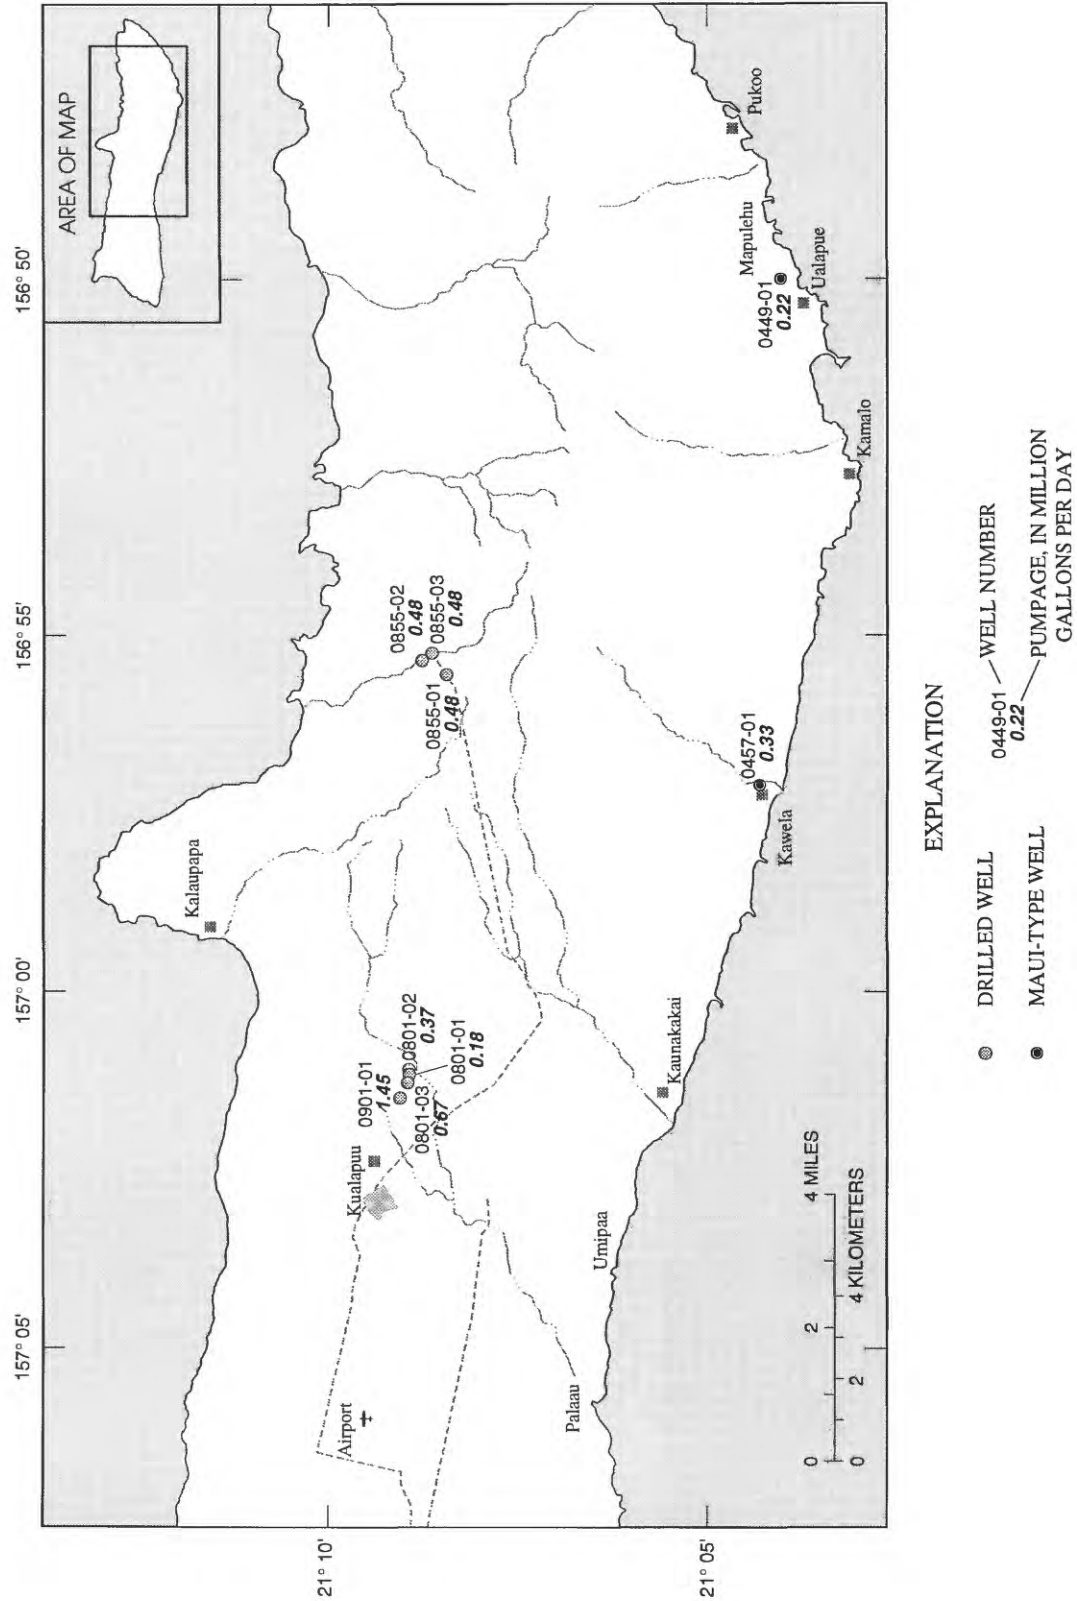 156° 50'
156° 55'
157° 00'
157° 05'
21° 10'
21° 05'
AREA OF MAP
Kalaupapa
Airport
Kualapuu
0901-01
1.45
0801-03
0.67
0801-02
0.37
0801-01
0.18
0855-01
0.48
0855-02
0.48
0855-03
0.48
Palaau
Umipaa
Kaunakakai
Kawela
0457-01
0.33
Kamalo
0449-01
0.22
Mapulehu
Ualapue
Pukoo
0 2 4 MILES
0 2 4 KILOMETERS
EXPLANATION
DRILLED WELL
MAUI-TYPE WELL
0449-01 WELL NUMBER
0.22 PUMPAGE, IN MILLION
GALLONS PER DAY